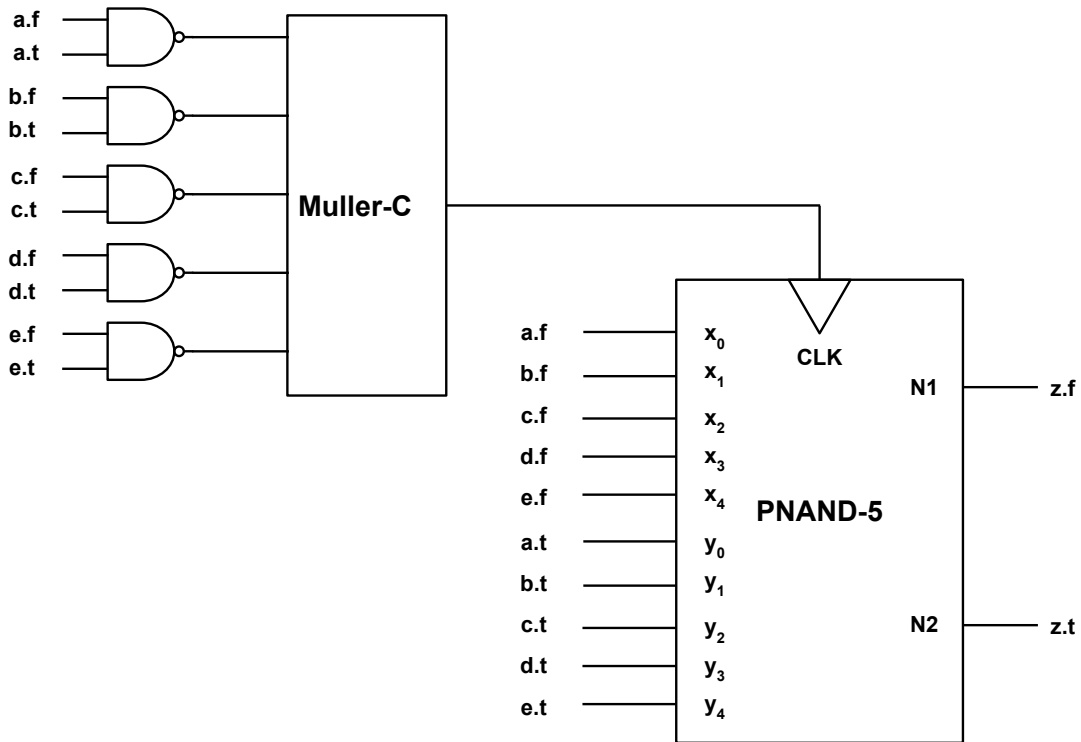 a.f
a.t
b.f
b.t
c.f
c.t
d.f
d.t
e.f
e.t
Muller-C
a.f
b.f
c.f
d.f
e.f
a.t
b.t
c.t
d.t
e.t
x0
x1
x2
x3
x4
y0
y1
y2
y3
y4
CLK
PNAND-5
N1
N2
z.f
z.t